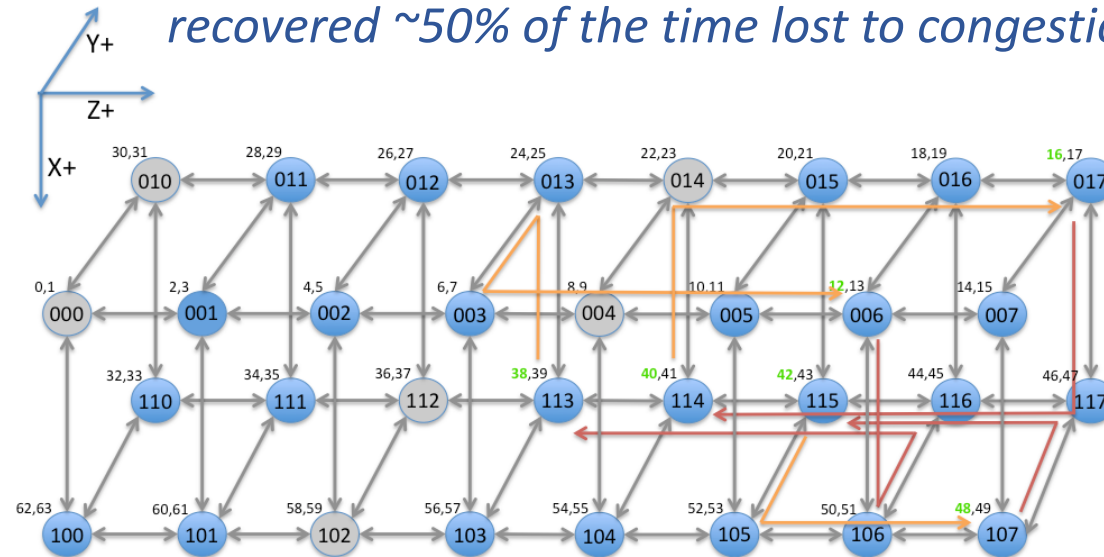 recovered ~50% of the time lost to congestio
Y+
Z+
X+
30,31 28,29 26,27 24,25 22,23 20,21 18,19 16,17
010 011 012 013 014 015 016 017
0,1 2,3 4,5 6,7 8,9 10,11 12,13 14,15
000 001 002 003 004 005 006 007
32,33 34,35 36,37 38,39 40,41 42,43 44,45 46,47
110 111 112 113 114 115 116 117
62,63 60,61 58,59 56,57 54,55 52,53 50,51 48,49
100 101 102 103 104 105 106 107